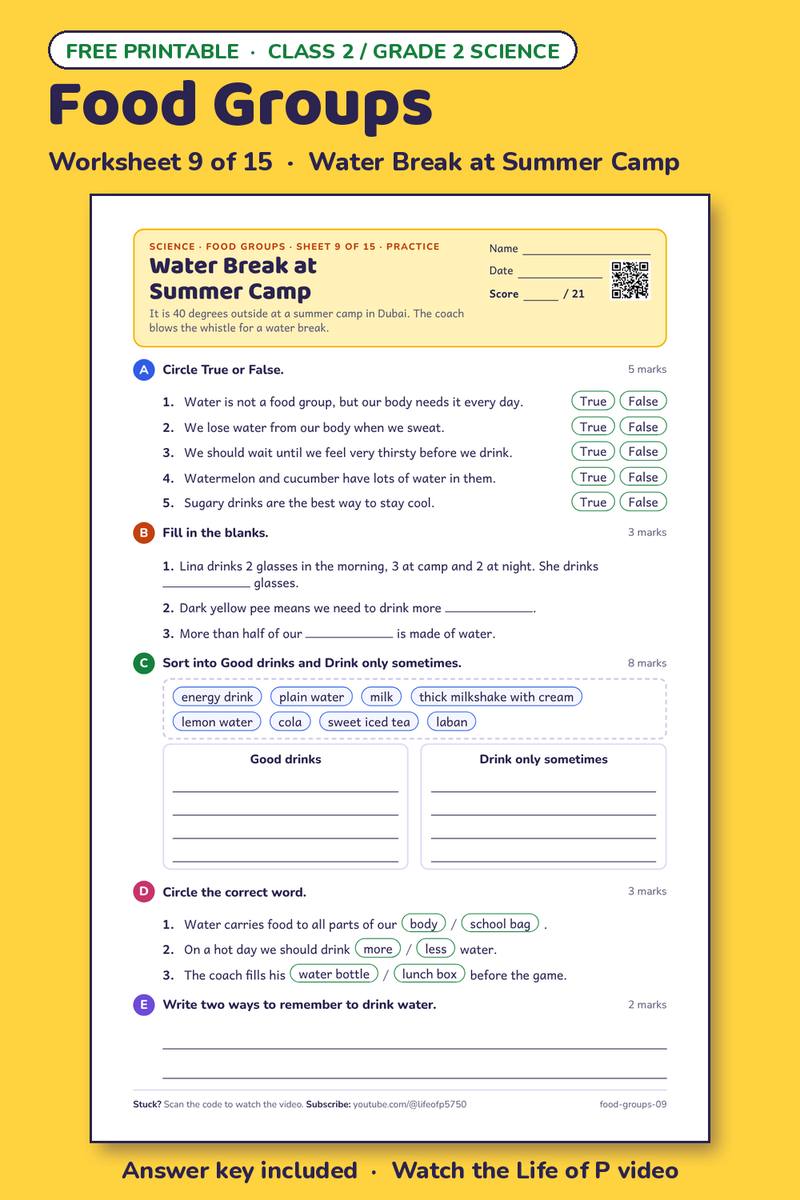 FREE PRINTABLE · CLASS 2 / GRADE 2 SCIENCE
Food Groups
Worksheet 9 of 15 · Water Break at Summer Camp
SCIENCE · FOOD GROUPS · SHEET 9 OF 15 · PRACTICE
Water Break at
Summer Camp
It is 40 degrees outside at a summer camp in Dubai. The coach
blows the whistle for a water break.
Name ____________
Date ____________
Score ______ / 21
A Circle True or False. 5 marks
1. Water is not a food group, but our body needs it every day. True False
2. We lose water from our body when we sweat. True False
3. We should wait until we feel very thirsty before we drink. True False
4. Watermelon and cucumber have lots of water in them. True False
5. Sugary drinks are the best way to stay cool. True False
B Fill in the blanks. 3 marks
1. Lina drinks 2 glasses in the morning, 3 at camp and 2 at night. She drinks
____________ glasses.
2. Dark yellow pee means we need to drink more ____________.
3. More than half of our ____________ is made of water.
C Sort into Good drinks and Drink only sometimes. 8 marks
energy drink plain water milk thick milkshake with cream
lemon water cola sweet iced tea laban
Good drinks Drink only sometimes
D Circle the correct word. 3 marks
1. Water carries food to all parts of our body / school bag .
2. On a hot day we should drink more / less water.
3. The coach fills his water bottle / lunch box before the game.
E Write two ways to remember to drink water. 2 marks
Stuck? Scan the code to watch the video. Subscribe: youtube.com/@lifeofp5750 food-groups-09
Answer key included · Watch the Life of P video